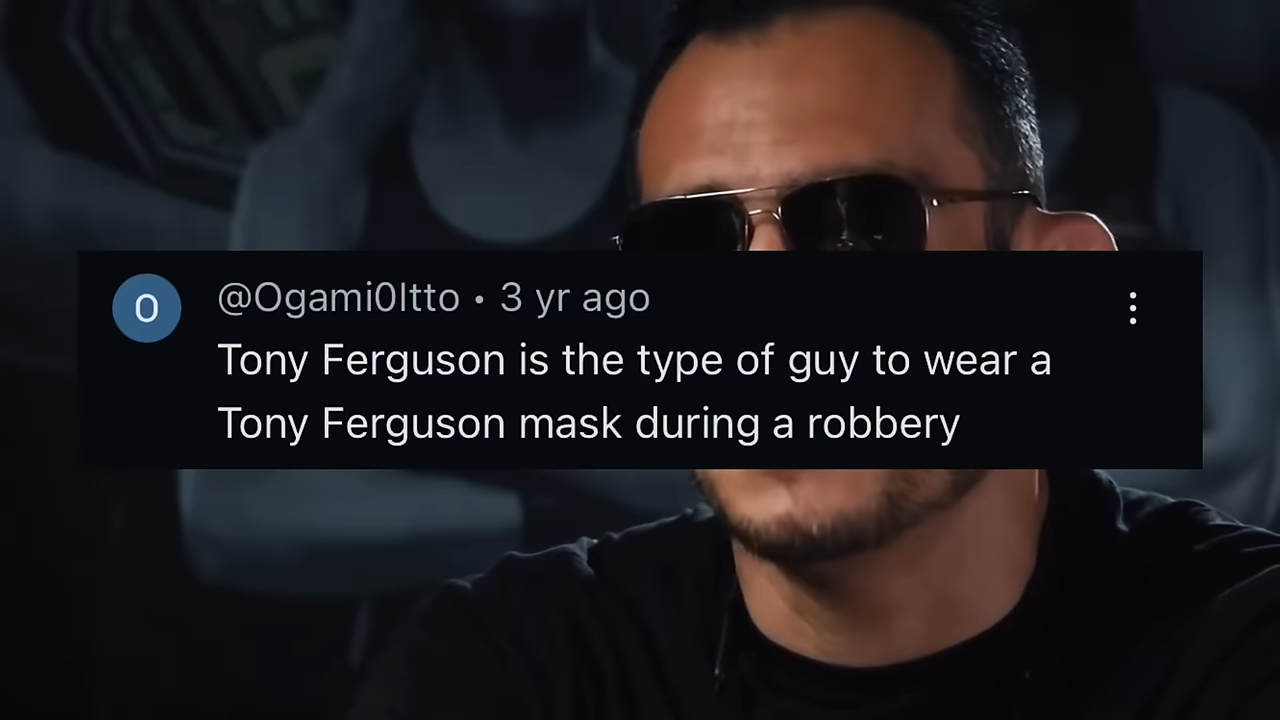 O
@Ogami0Itto • 3 yr ago
Tony Ferguson is the type of guy to wear a
Tony Ferguson mask during a robbery